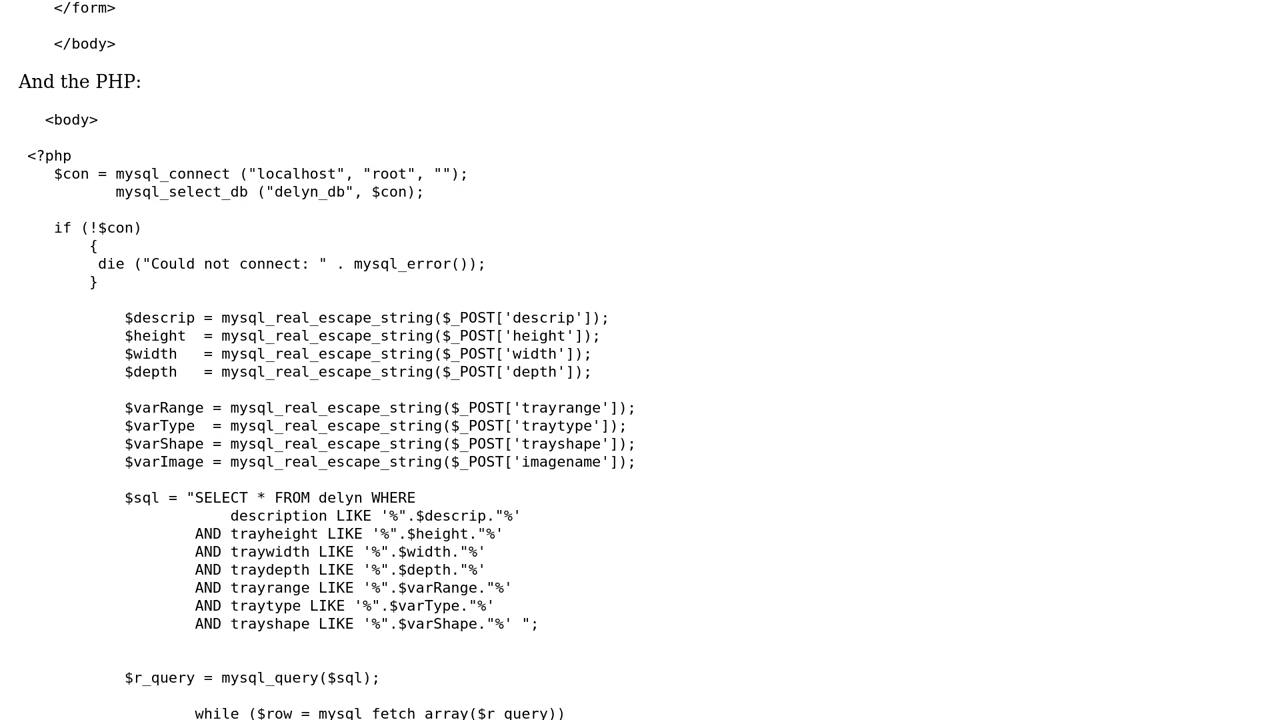 </form>
</body>
And the PHP:
<body>
<?php
$con = mysql_connect ("localhost", "root", "");
mysql_select_db ("delyn_db", $con);
if (!$con)
{
die ("Could not connect: " . mysql_error());
}
$descrip = mysql_real_escape_string($_POST['descrip']);
$height  = mysql_real_escape_string($_POST['height']);
$width   = mysql_real_escape_string($_POST['width']);
$depth   = mysql_real_escape_string($_POST['depth']);
$varRange = mysql_real_escape_string($_POST['trayrange']);
$varType  = mysql_real_escape_string($_POST['traytype']);
$varShape = mysql_real_escape_string($_POST['trayshape']);
$varImage = mysql_real_escape_string($_POST['imagename']);
$sql = "SELECT * FROM delyn WHERE
description LIKE '%".$descrip."%'
AND trayheight LIKE '%".$height."%'
AND traywidth LIKE '%".$width."%'
AND traydepth LIKE '%".$depth."%'
AND trayrange LIKE '%".$varRange."%'
AND traytype LIKE '%".$varType."%'
AND trayshape LIKE '%".$varShape."%' ";
$r_query = mysql_query($sql);
while ($row = mysql_fetch_array($r_query))